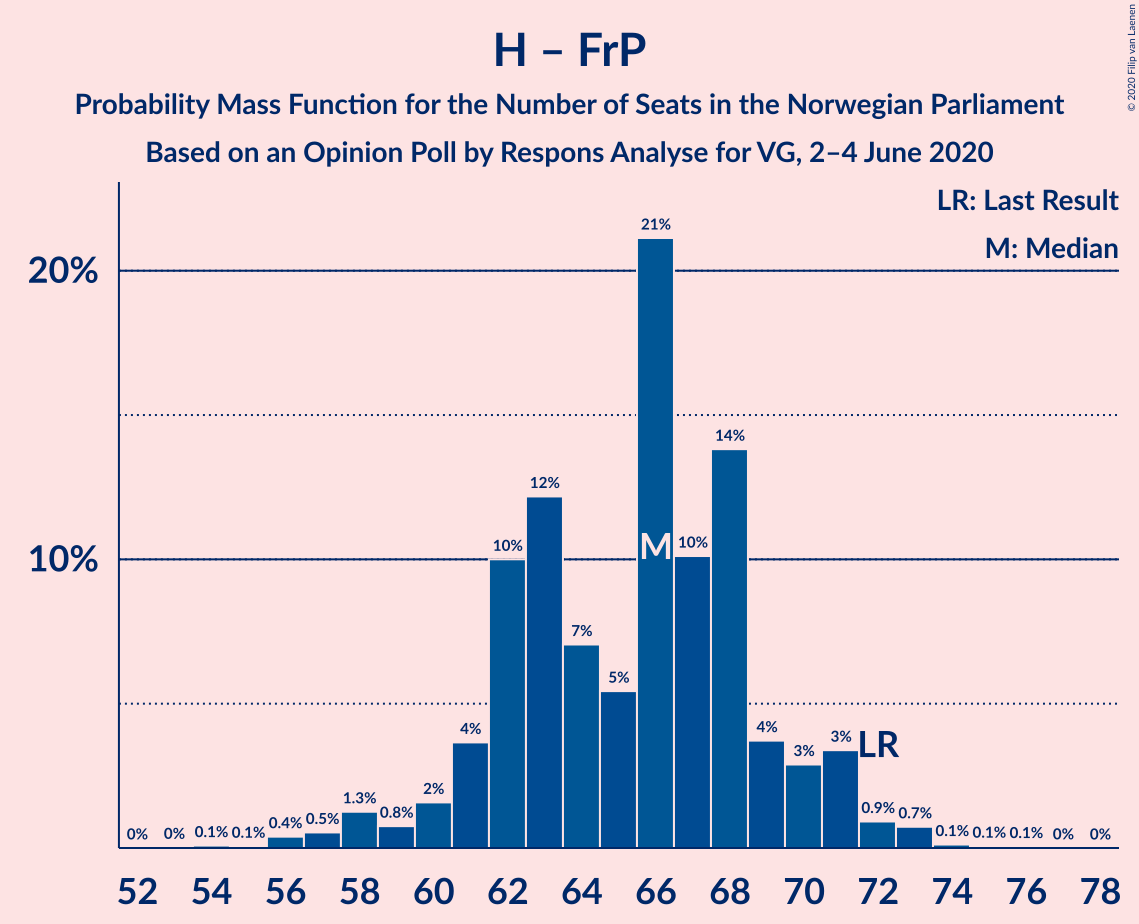 H – FrP
Probability Mass Function for the Number of Seats in the Norwegian Parliament
Based on an Opinion Poll by Respons Analyse for VG, 2–4 June 2020
© 2020 Filip van Laenen
LR: Last Result
M: Median
20%
10%
0% 0% 0.1% 0.1% 0.4% 0.5% 1.3% 0.8% 2% 4% 10% 12% 7% 5% 21% 10% 14% 4% 3% 3% 0.9% 0.7% 0.1% 0.1% 0.1% 0% 0%
M
LR
52 54 56 58 60 62 64 66 68 70 72 74 76 78